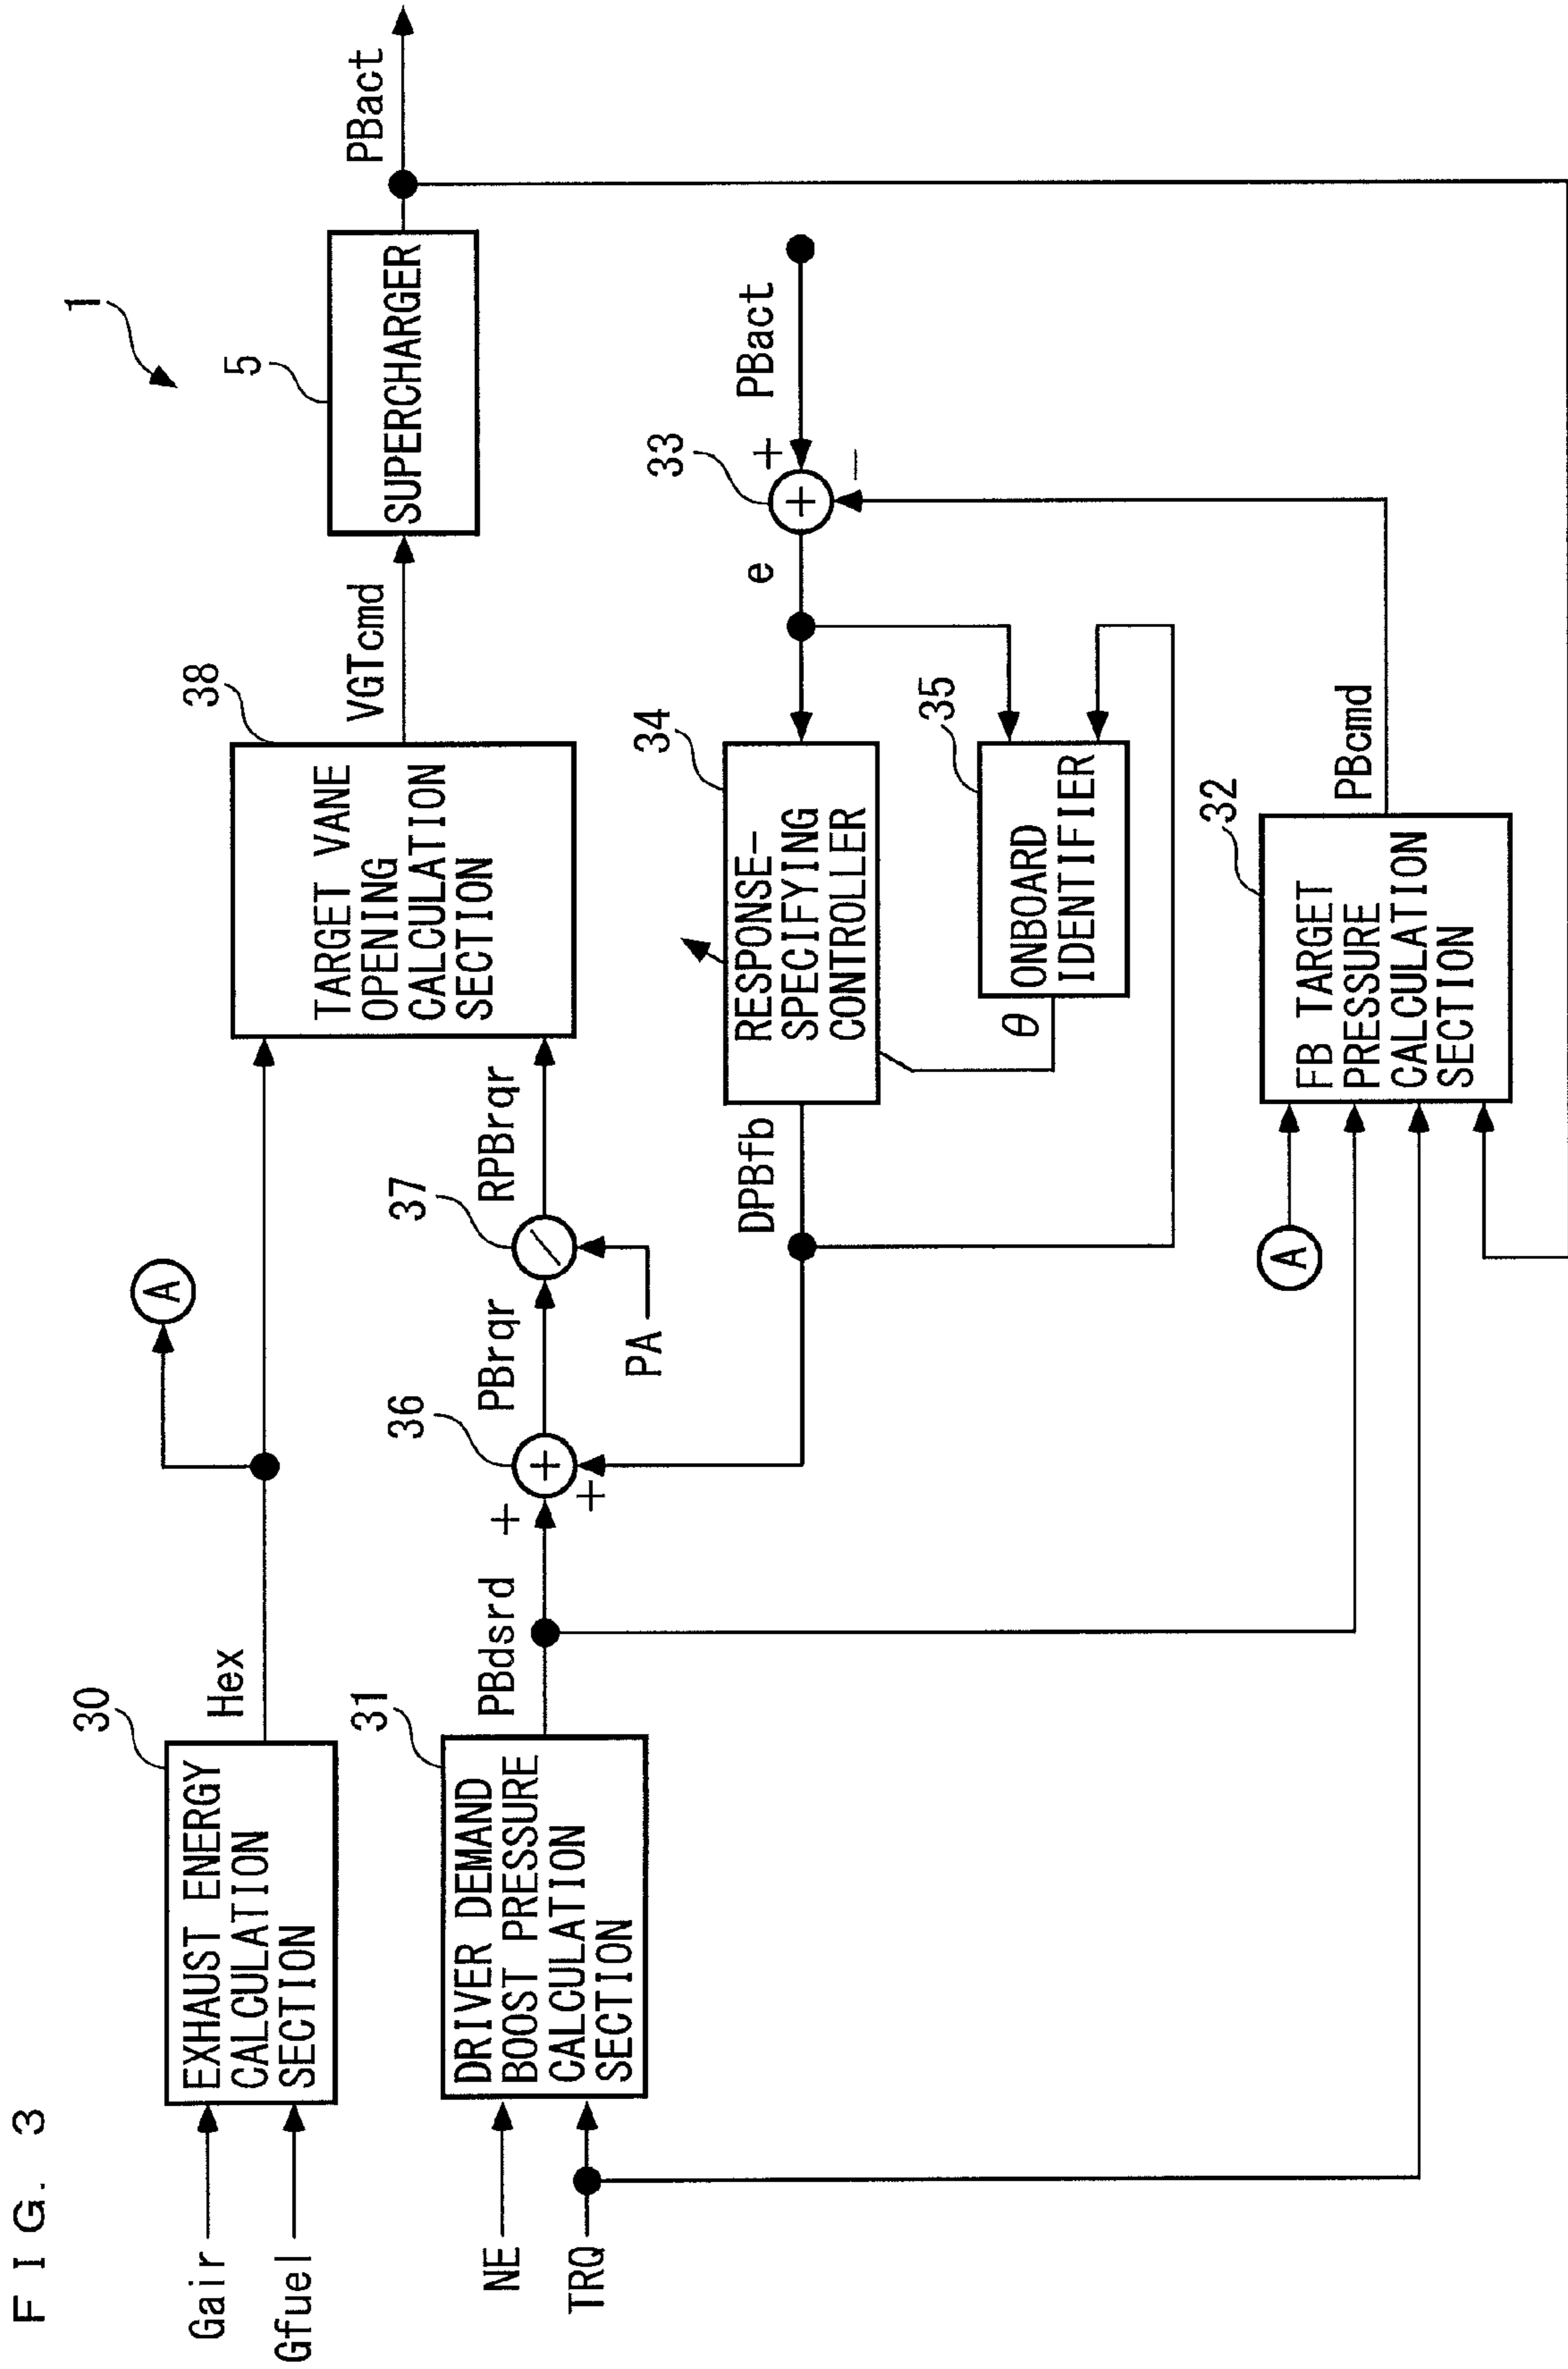 FIG. 3
1
Gair
Gfuel
30
EXHAUST ENERGY
CALCULATION
SECTION
Hex
A
38
TARGET VANE
OPENING
CALCULATION
SECTION
VGTcmd
5
SUPERCHARGER
PBact
NE
TRQ
31
DRIVER DEMAND
BOOST PRESSURE
CALCULATION
SECTION
PBdsrd
+
+
36
+
PBrqr
37
PA
RPBrqr
DPBfb
34
RESPONSE-
SPECIFYING
CONTROLLER
e
33
+
+
−
PBact
θ
35
ONBOARD
IDENTIFIER
A
32
FB TARGET
PRESSURE
CALCULATION
SECTION
PBcmd